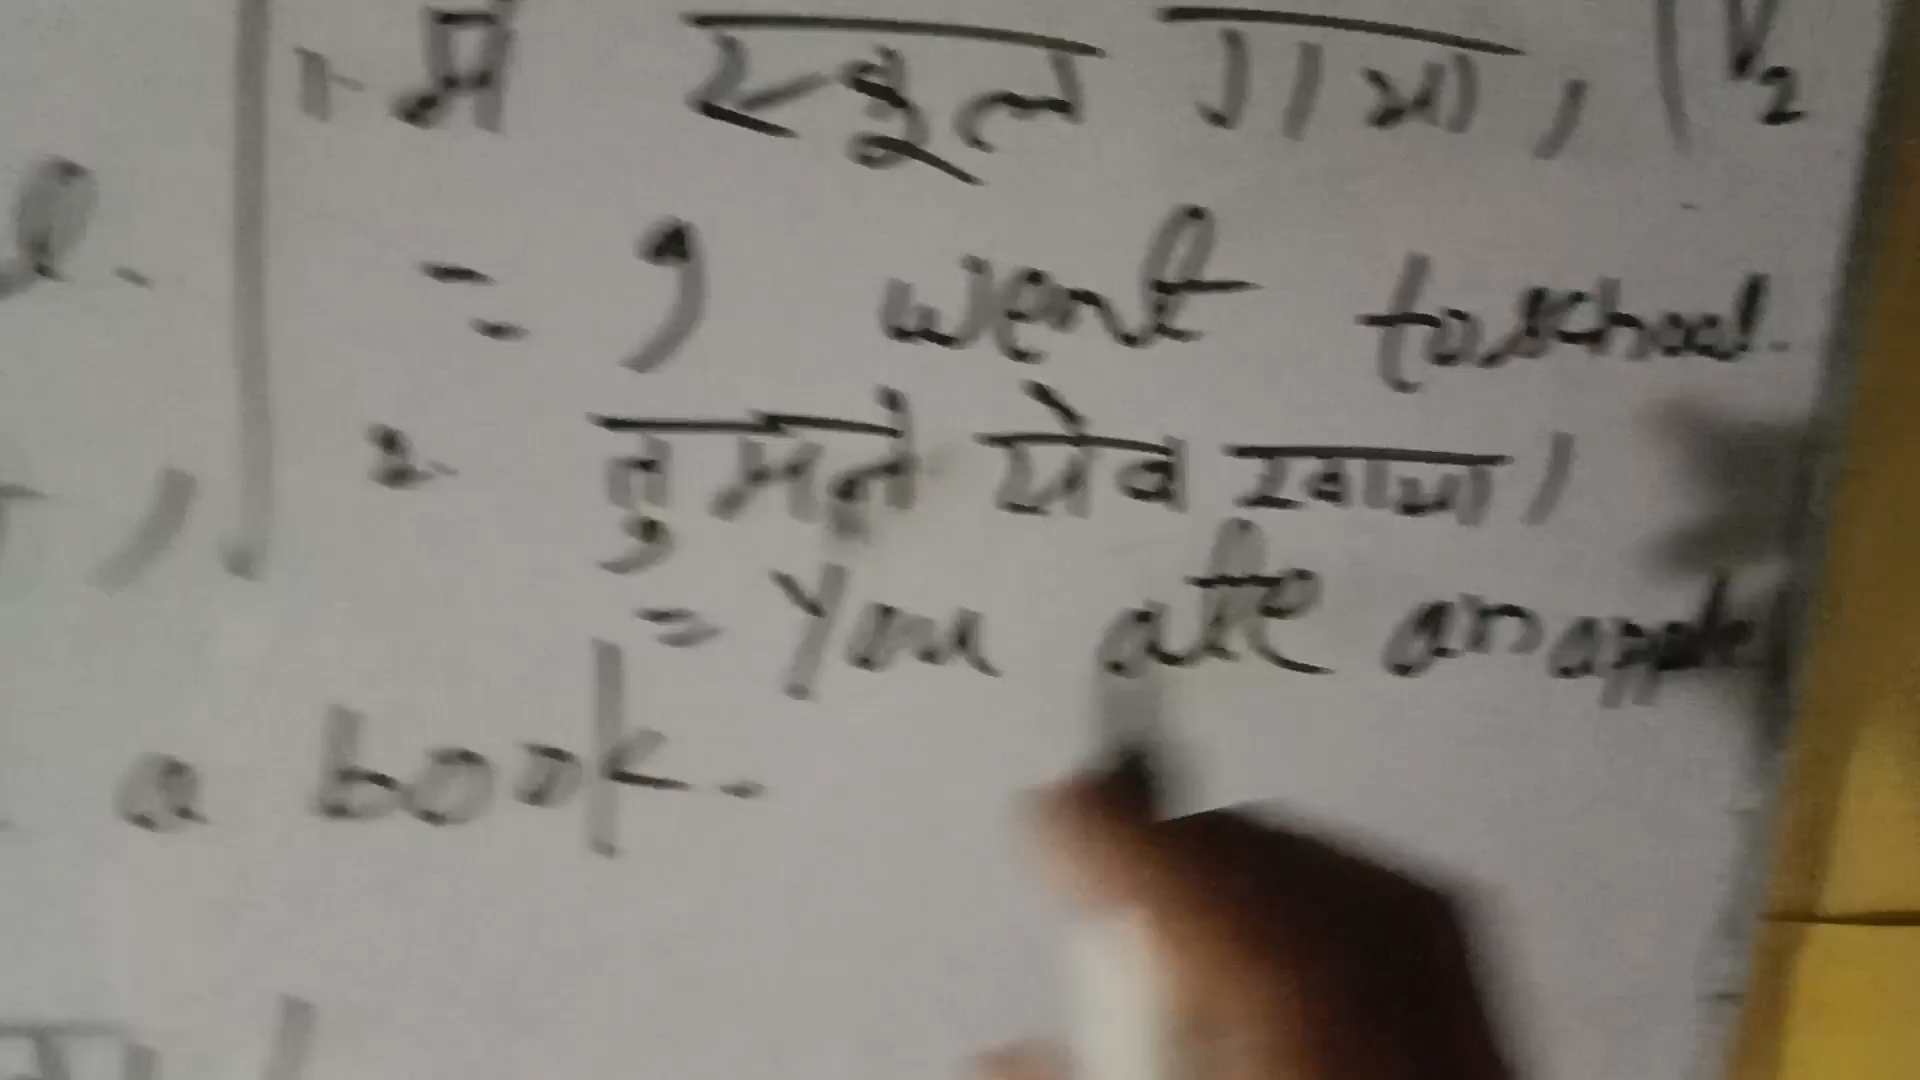 1. मैं स्कूल गया, (V2
= I went to school.
2. तुमने सेव खाया,
= You ate an apple
a book.